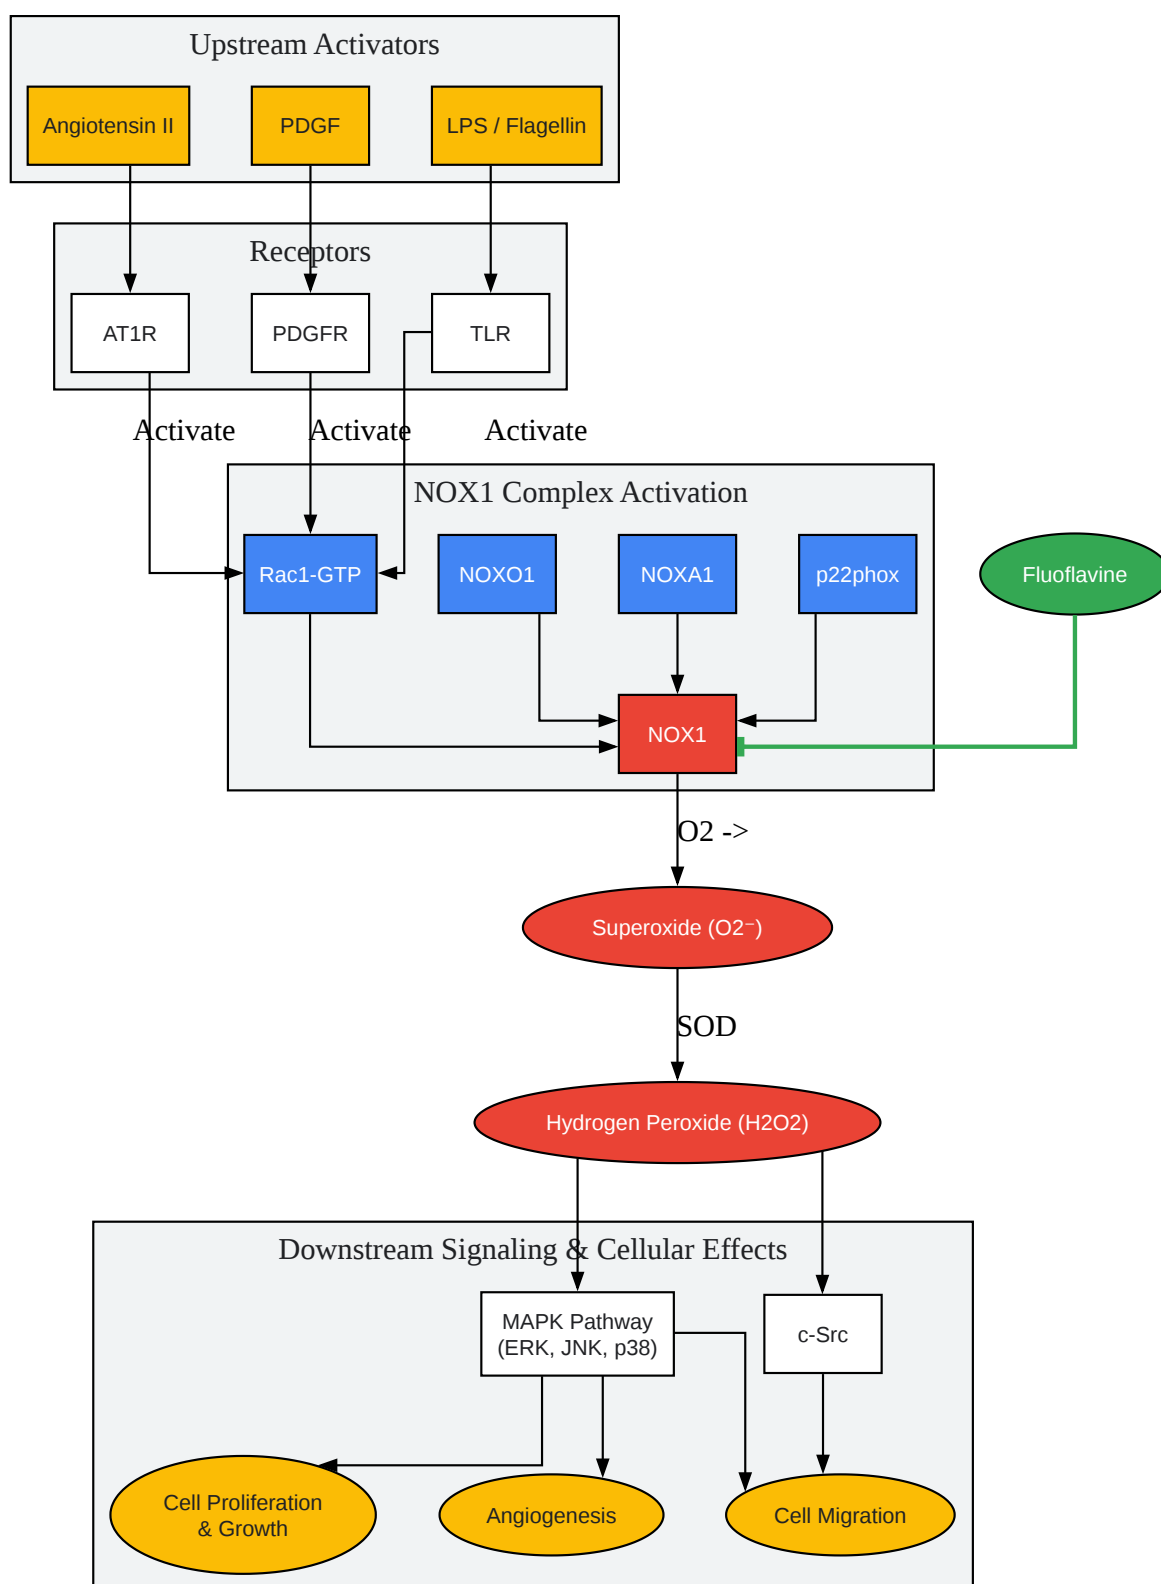 Upstream Activators
Angiotensin II
PDGF
LPS / Flagellin
Receptors
AT1R
PDGFR
TLR
Activate
Activate
Activate
NOX1 Complex Activation
Rac1-GTP
NOXO1
NOXA1
p22phox
Fluoflavine
NOX1
O2 ->
Superoxide (O2⁻)
SOD
Hydrogen Peroxide (H2O2)
Downstream Signaling & Cellular Effects
MAPK Pathway
(ERK, JNK, p38)
c-Src
Cell Proliferation
& Growth
Angiogenesis
Cell Migration